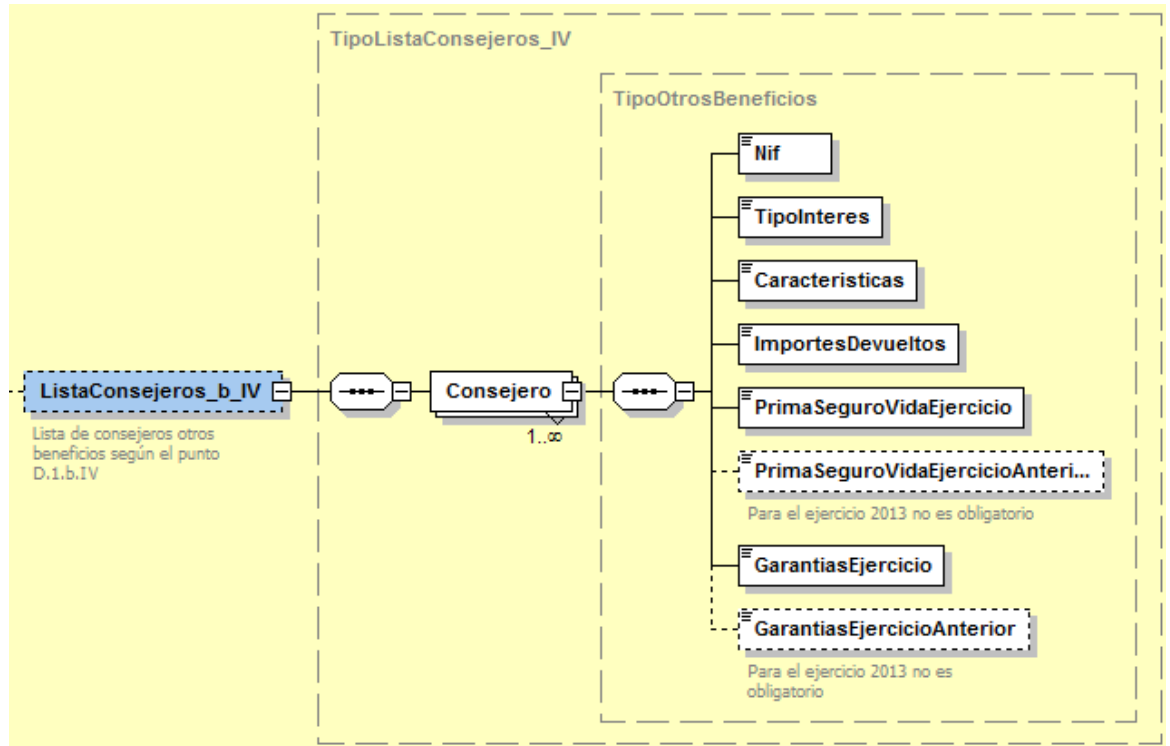 TipoListaConsejeros_IV
TipoOtrosBeneficios
Nif
TipoInteres
Caracteristicas
ImportesDevueltos
ListaConsejeros_b_IV
Consejero
PrimaSeguroVidaEjercicio
Lista de consejeros otros
beneficios según el punto
D.1.b.IV
1..∞
PrimaSeguroVidaEjercicioAnteri...
Para el ejercicio 2013 no es obligatorio
GarantiasEjercicio
GarantiasEjercicioAnterior
Para el ejercicio 2013 no es
obligatorio